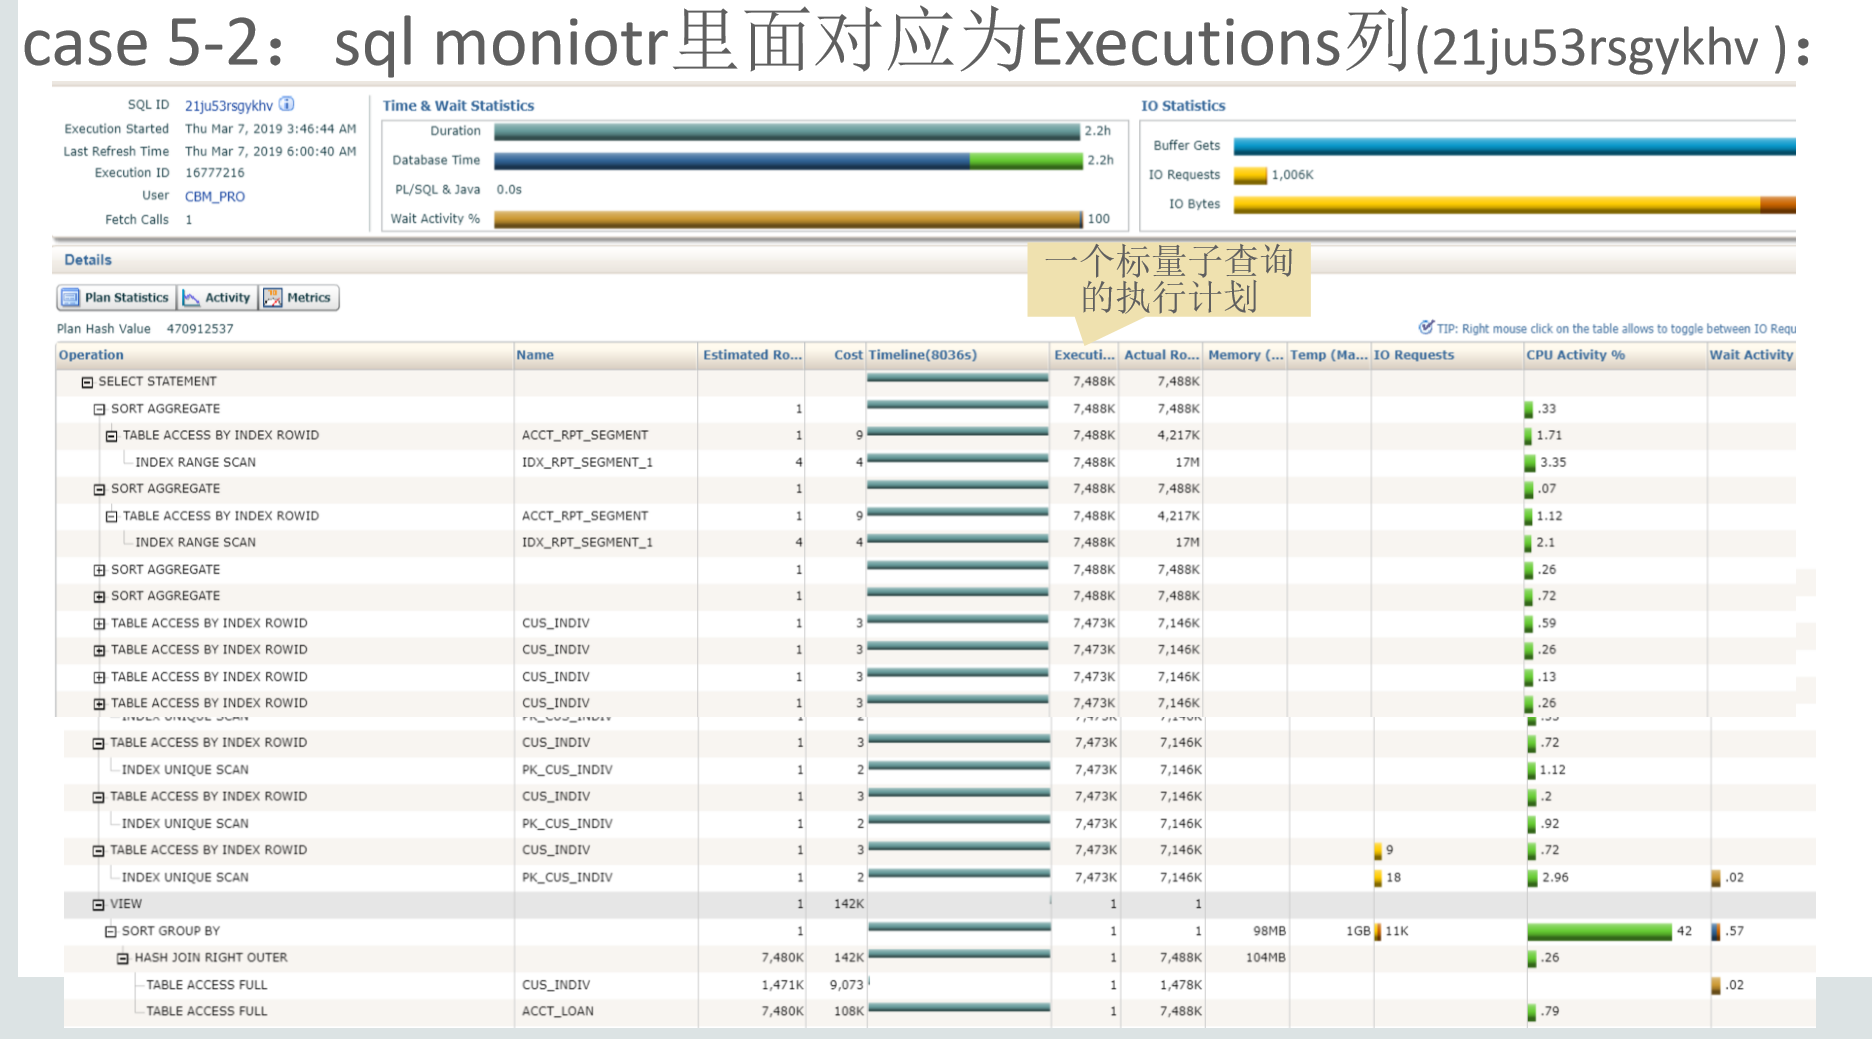 case 5-2： sql moniotr里面对应为Executions列(21ju53rsgykhv )：
SQL ID 21ju53rsgykhv
Execution Started Thu Mar 7, 2019 3:46:44 AM
Last Refresh Time Thu Mar 7, 2019 6:00:40 AM
Execution ID 16777216
User CBM_PRO
Fetch Calls 1
Time & Wait Statistics
Duration 2.2h
Database Time 2.2h
PL/SQL & Java 0.0s
Wait Activity % 100
IO Statistics
Buffer Gets
IO Requests 1,006K
IO Bytes
Details
一个标量子查询
的执行计划
Plan Statistics Activity Metrics
Plan Hash Value 470912537
TIP: Right mouse click on the table allows to toggle between IO Requ
Operation Name Estimated Ro... Cost Timeline(8036s) Executi... Actual Ro... Memory (... Temp (Ma... IO Requests CPU Activity % Wait Activity
SELECT STATEMENT 7,488K 7,488K
SORT AGGREGATE 1 7,488K 7,488K .33
TABLE ACCESS BY INDEX ROWID ACCT_RPT_SEGMENT 1 9 7,488K 4,217K 1.71
INDEX RANGE SCAN IDX_RPT_SEGMENT_1 4 4 7,488K 17M 3.35
SORT AGGREGATE 1 7,488K 7,488K .07
TABLE ACCESS BY INDEX ROWID ACCT_RPT_SEGMENT 1 9 7,488K 4,217K 1.12
INDEX RANGE SCAN IDX_RPT_SEGMENT_1 4 4 7,488K 17M 2.1
SORT AGGREGATE 1 7,488K 7,488K .26
SORT AGGREGATE 1 7,488K 7,488K .72
TABLE ACCESS BY INDEX ROWID CUS_INDIV 1 3 7,473K 7,146K .59
TABLE ACCESS BY INDEX ROWID CUS_INDIV 1 3 7,473K 7,146K .26
TABLE ACCESS BY INDEX ROWID CUS_INDIV 1 3 7,473K 7,146K .13
TABLE ACCESS BY INDEX ROWID CUS_INDIV 1 3 7,473K 7,146K .26
INDEX UNIQUE SCAN PK_CUS_INDIV 1 2 7,473K 7,146K
TABLE ACCESS BY INDEX ROWID CUS_INDIV 1 3 7,473K 7,146K .72
INDEX UNIQUE SCAN PK_CUS_INDIV 1 2 7,473K 7,146K 1.12
TABLE ACCESS BY INDEX ROWID CUS_INDIV 1 3 7,473K 7,146K .2
INDEX UNIQUE SCAN PK_CUS_INDIV 1 2 7,473K 7,146K .92
TABLE ACCESS BY INDEX ROWID CUS_INDIV 1 3 7,473K 7,146K 9 .72
INDEX UNIQUE SCAN PK_CUS_INDIV 1 2 7,473K 7,146K 18 2.96 .02
VIEW 1 142K 1 1
SORT GROUP BY 1 1 1 98MB 1GB 11K 42 .57
HASH JOIN RIGHT OUTER 7,480K 142K 1 7,488K 104MB .26
TABLE ACCESS FULL CUS_INDIV 1,471K 9,073 1 1,478K .02
TABLE ACCESS FULL ACCT_LOAN 7,480K 108K 1 7,488K .79